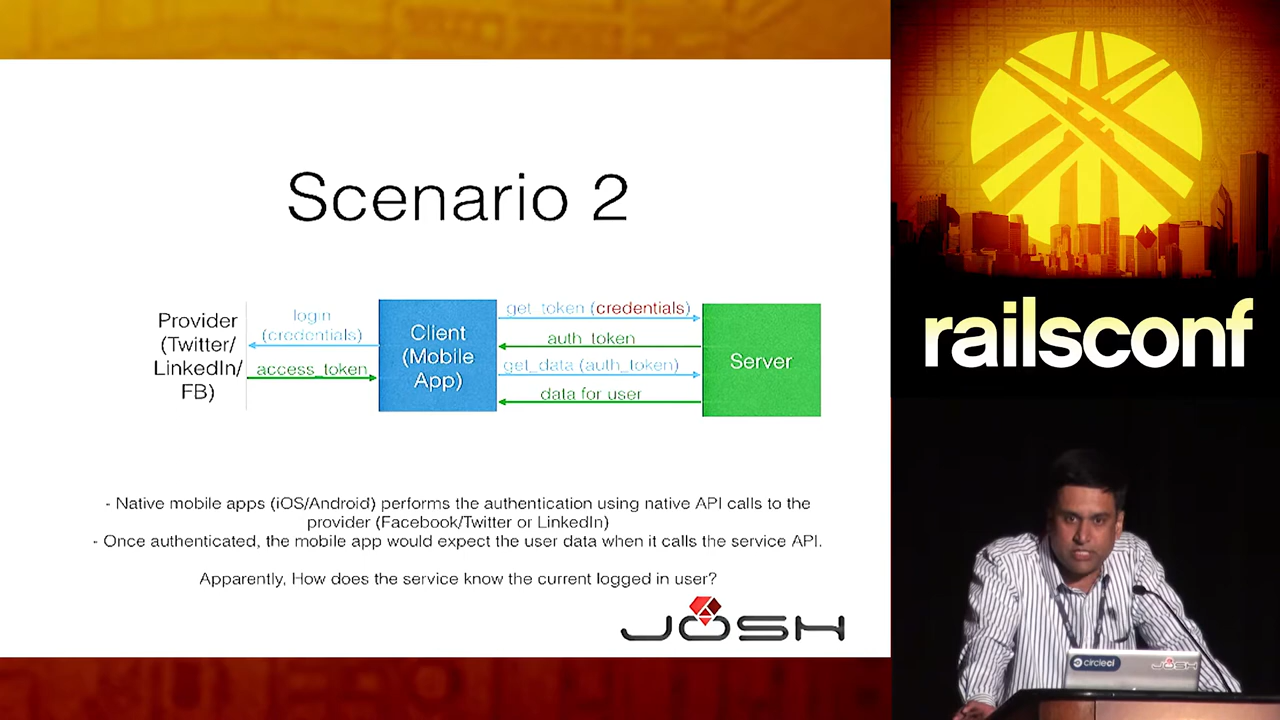 Scenario 2
Provider
(Twitter/
LinkedIn/
FB)
login
(credentials)
access_token
Client
(Mobile
App)
get_token (credentials)
auth_token
get_data (auth_token)
data for user
Server
- Native mobile apps (iOS/Android) performs the authentication using native API calls to the
provider (Facebook/Twitter or LinkedIn)
- Once authenticated, the mobile app would expect the user data when it calls the service API.
Apparently, How does the service know the current logged in user?
JOSH
railsconf
circleci
JOSH